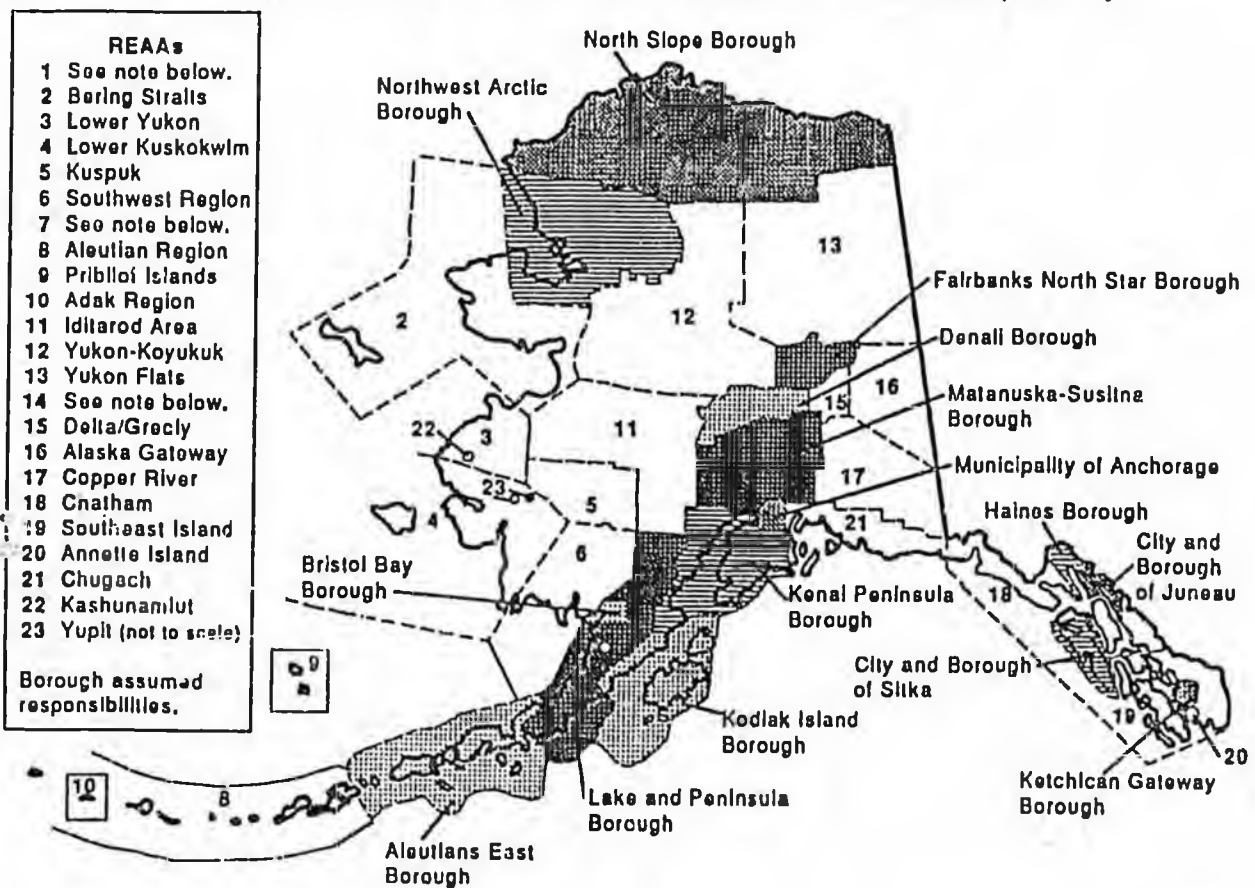 REAAs
1 See note below.
2 Bering Straits
3 Lower Yukon
4 Lower Kuskokwim
5 Kuspuk
6 Southwest Region
7 See note below.
8 Aleutian Region
9 Pribilof Islands
10 Adak Region
11 Iditarod Area
12 Yukon-Koyukuk
13 Yukon Flats
14 See note below.
15 Delta/Greely
16 Alaska Gateway
17 Copper River
18 Cnatham
19 Southeast Island
20 Annette Island
21 Chugach
22 Kashunamiut
23 Yupit (not to scale)
Borough assumed
responsibilities.
North Slope Borough
Northwest Arctic
Borough
13
Fairbanks North Star Borough
2
12
Denali Borough
16
15
Matanuska-Susitna
Borough
22
3
11
Municipality of Anchorage
23
17
5
4
21
Haines Borough
6
City and
Borough
of Juneau
Bristol Bay
Borough
18
Kenai Peninsula
Borough
9
City and Borough
of Sitka
Kodiak Island
Borough
19
20
10
8
Ketchican Gateway
Borough
Lake and Peninsula
Borough
Aleutians East
Borough